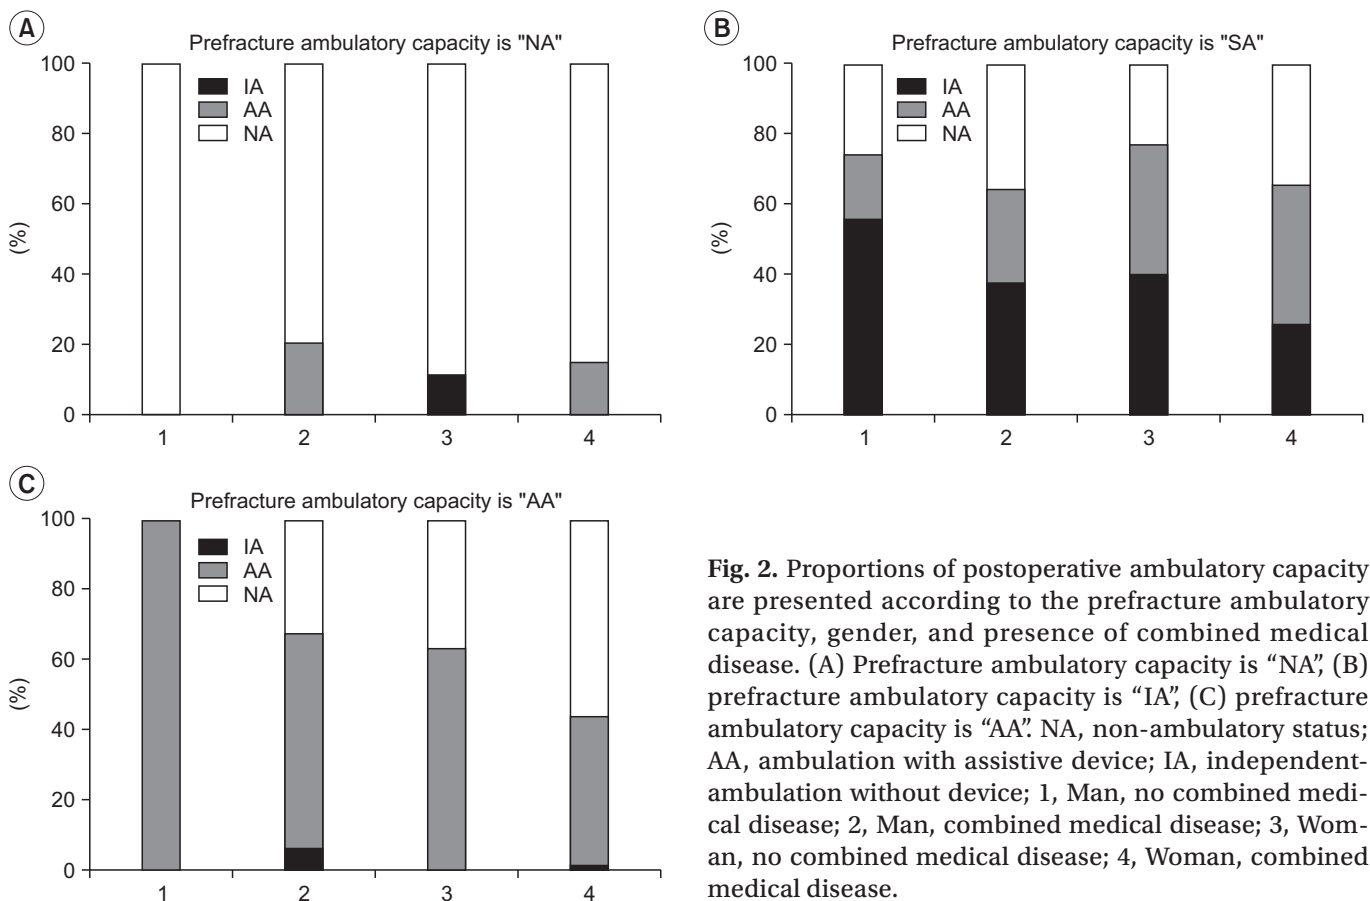 A
Prefracture ambulatory capacity is "NA"
100
80
60
40
20
0
(%)
IA
AA
NA
1 2 3 4
B
Prefracture ambulatory capacity is "SA"
100
80
60
40
20
0
(%)
IA
AA
NA
1 2 3 4
C
Prefracture ambulatory capacity is "AA"
100
80
60
40
20
0
(%)
IA
AA
NA
1 2 3 4
Fig. 2. Proportions of postoperative ambulatory capacity
are presented according to the prefracture ambulatory
capacity, gender, and presence of combined medical
disease. (A) Prefracture ambulatory capacity is “NA”, (B)
prefracture ambulatory capacity is “IA”, (C) prefracture
ambulatory capacity is “AA”. NA, non-ambulatory status;
AA, ambulation with assistive device; IA, independent-
ambulation without device; 1, Man, no combined medi-
cal disease; 2, Man, combined medical disease; 3, Wom-
an, no combined medical disease; 4, Woman, combined
medical disease.